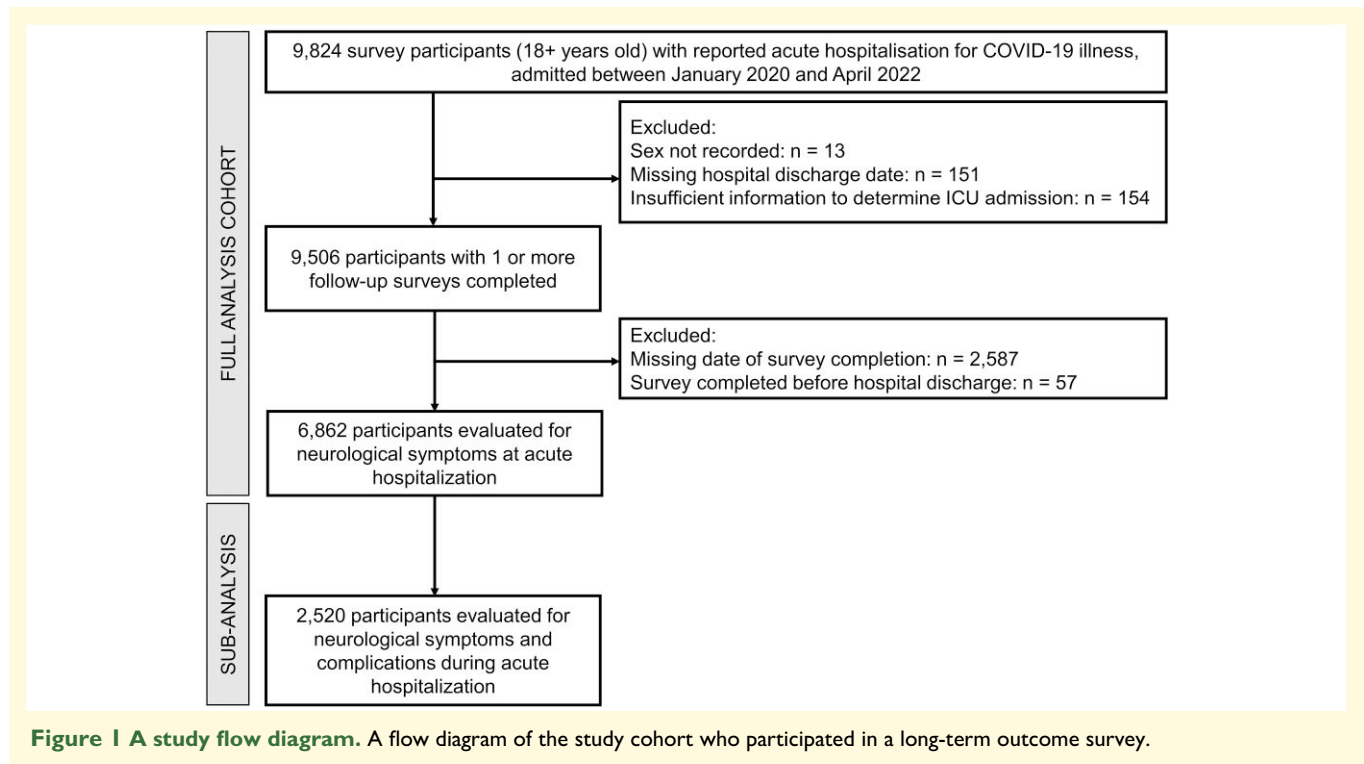 FULL ANALYSIS COHORT
9,824 survey participants (18+ years old) with reported acute hospitalisation for COVID-19 illness,
admitted between January 2020 and April 2022
Excluded:
Sex not recorded: n = 13
Missing hospital discharge date: n = 151
Insufficient information to determine ICU admission: n = 154
9,506 participants with 1 or more
follow-up surveys completed
Excluded:
Missing date of survey completion: n = 2,587
Survey completed before hospital discharge: n = 57
6,862 participants evaluated for
neurological symptoms at acute
hospitalization
SUB-ANALYSIS
2,520 participants evaluated for
neurological symptoms and
complications during acute
hospitalization
Figure 1 A study flow diagram. A flow diagram of the study cohort who participated in a long-term outcome survey.